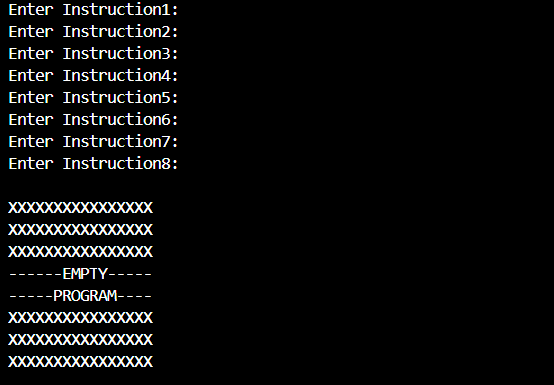 Enter Instruction1:
Enter Instruction2:
Enter Instruction3:
Enter Instruction4:
Enter Instruction5:
Enter Instruction6:
Enter Instruction7:
Enter Instruction8:
XXXXXXXXXXXXXXXX
XXXXXXXXXXXXXXXX
XXXXXXXXXXXXXXXX
------EMPTY-----
-----PROGRAM----
XXXXXXXXXXXXXXXX
XXXXXXXXXXXXXXXX
XXXXXXXXXXXXXXXX